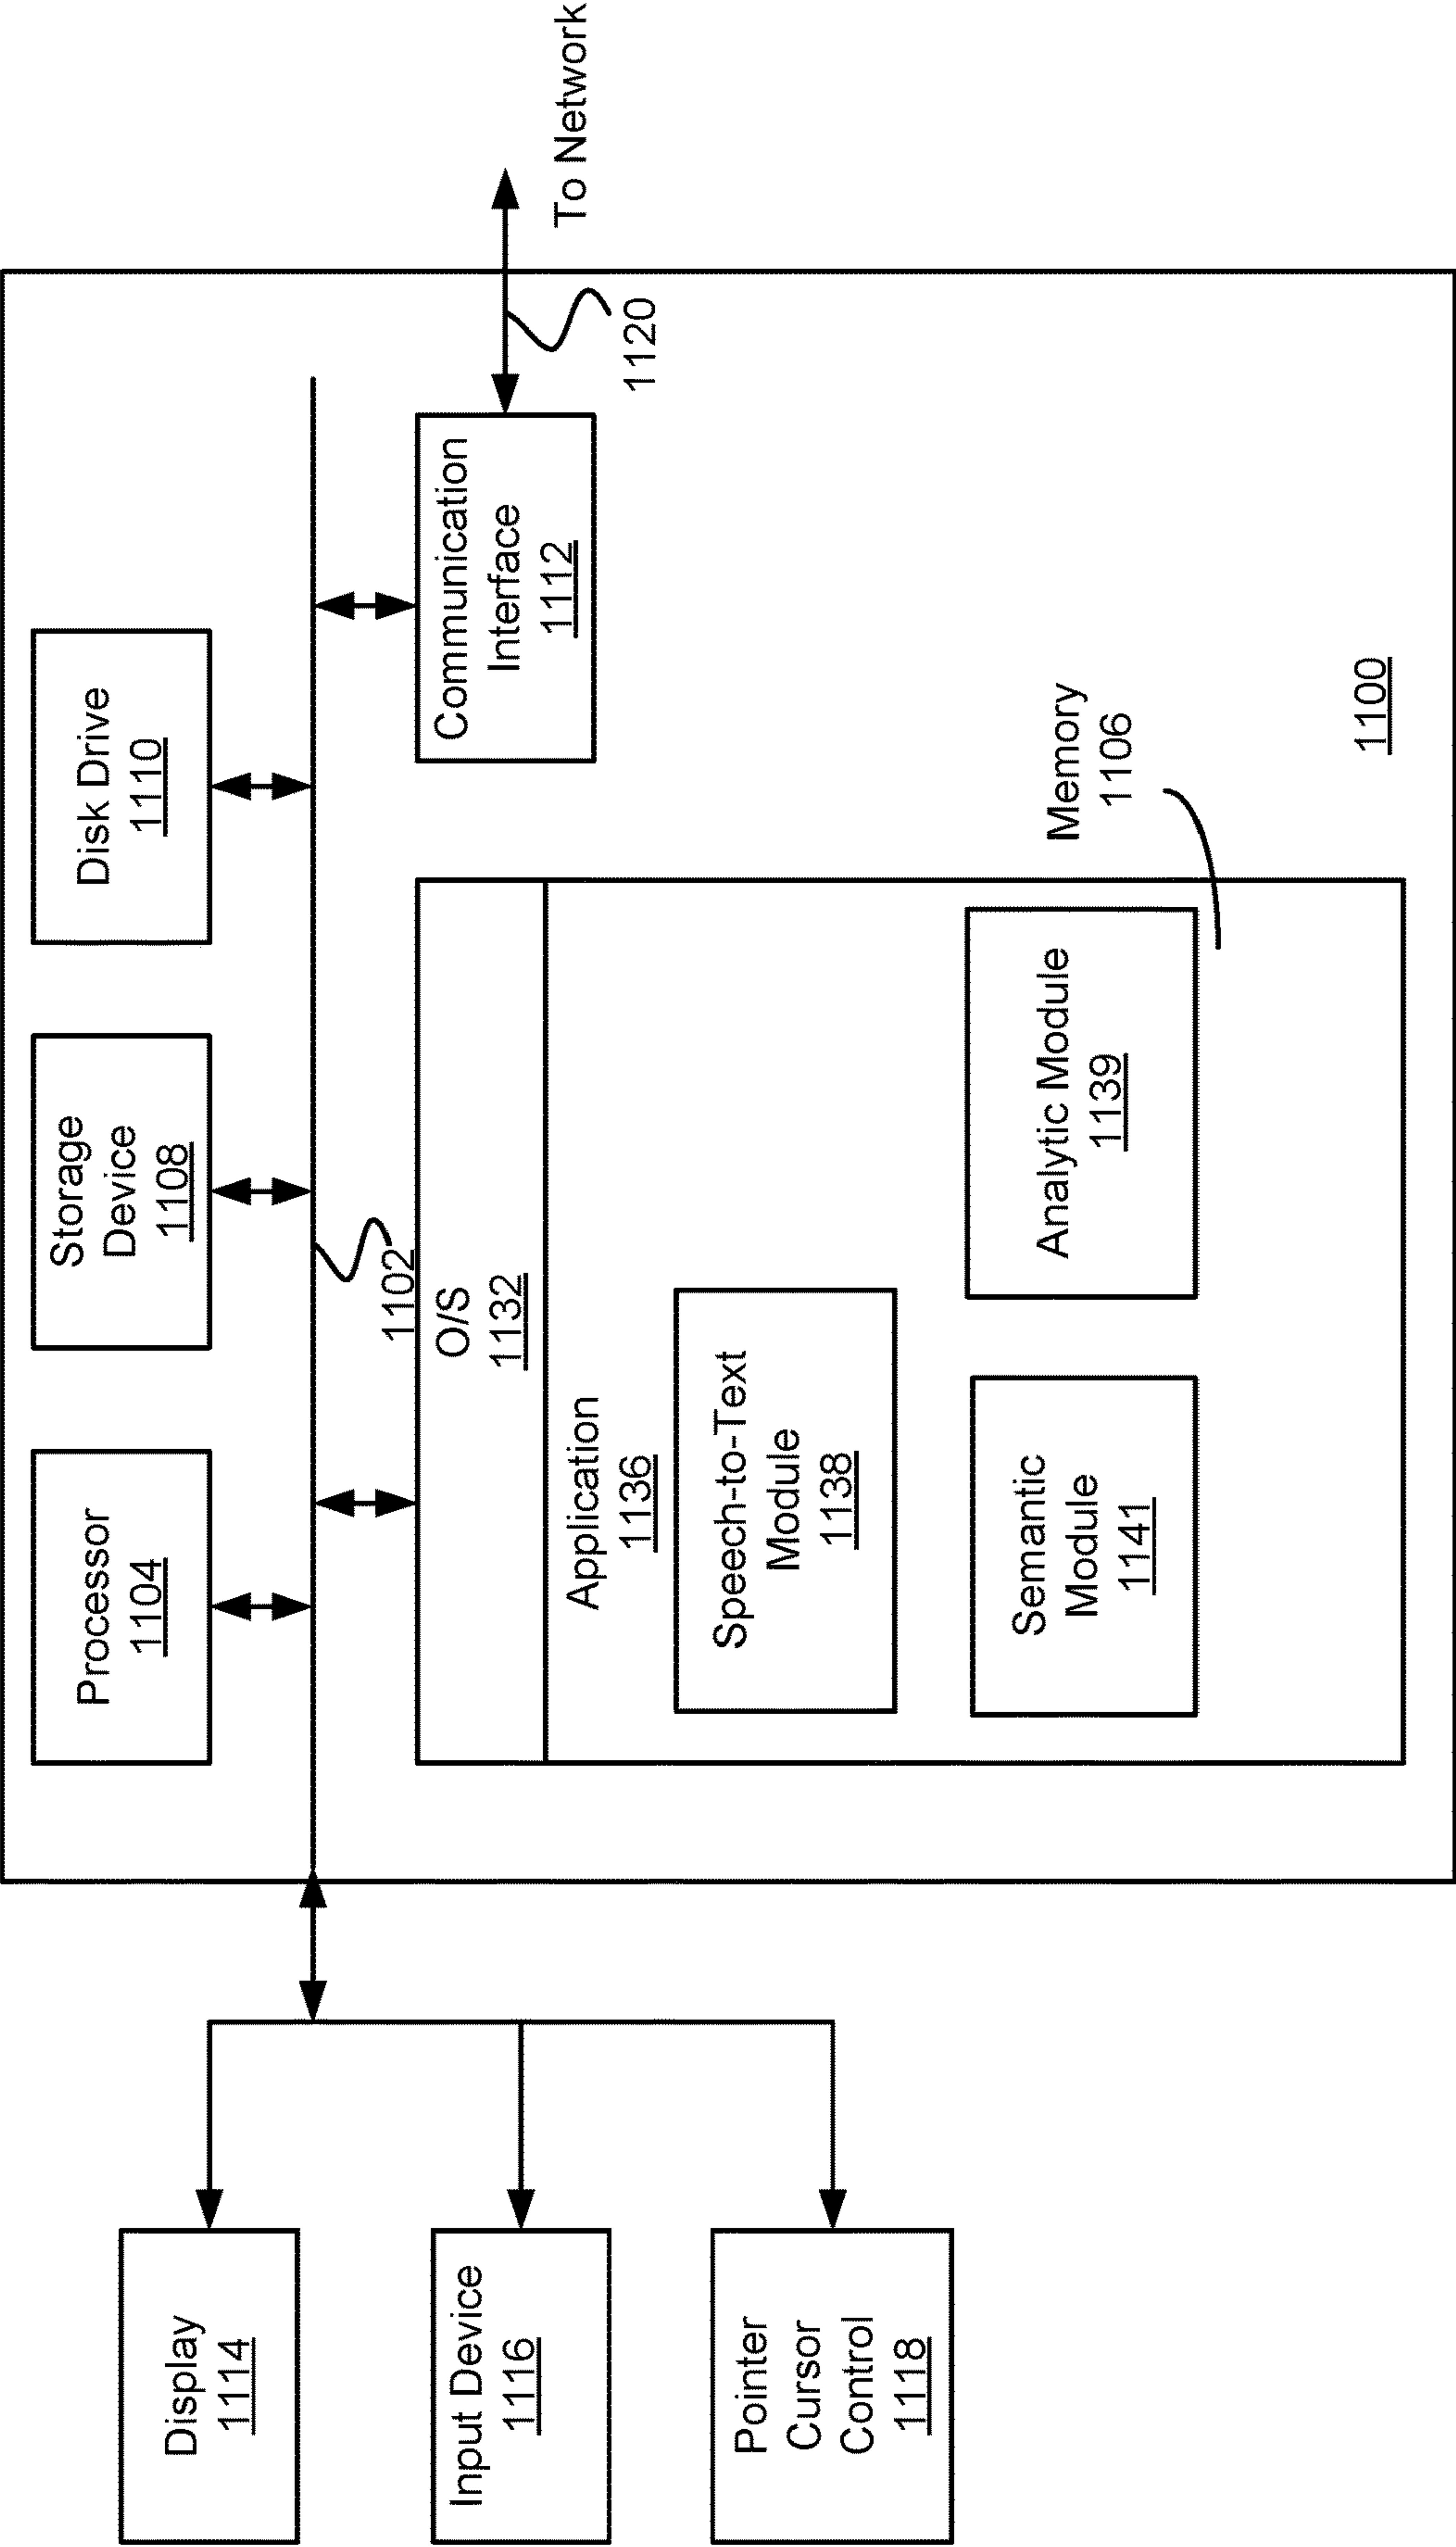 Display
1114
Input Device
1116
Pointer
Cursor
Control
1118
Processor
1104
Storage
Device
1108
Disk Drive
1110
1102
O/S
1132
Application
1136
Speech-to-Text
Module
1138
Semantic
Module
1141
Analytic Module
1139
Memory
1106
Communication
Interface
1112
1120
To Network
1100